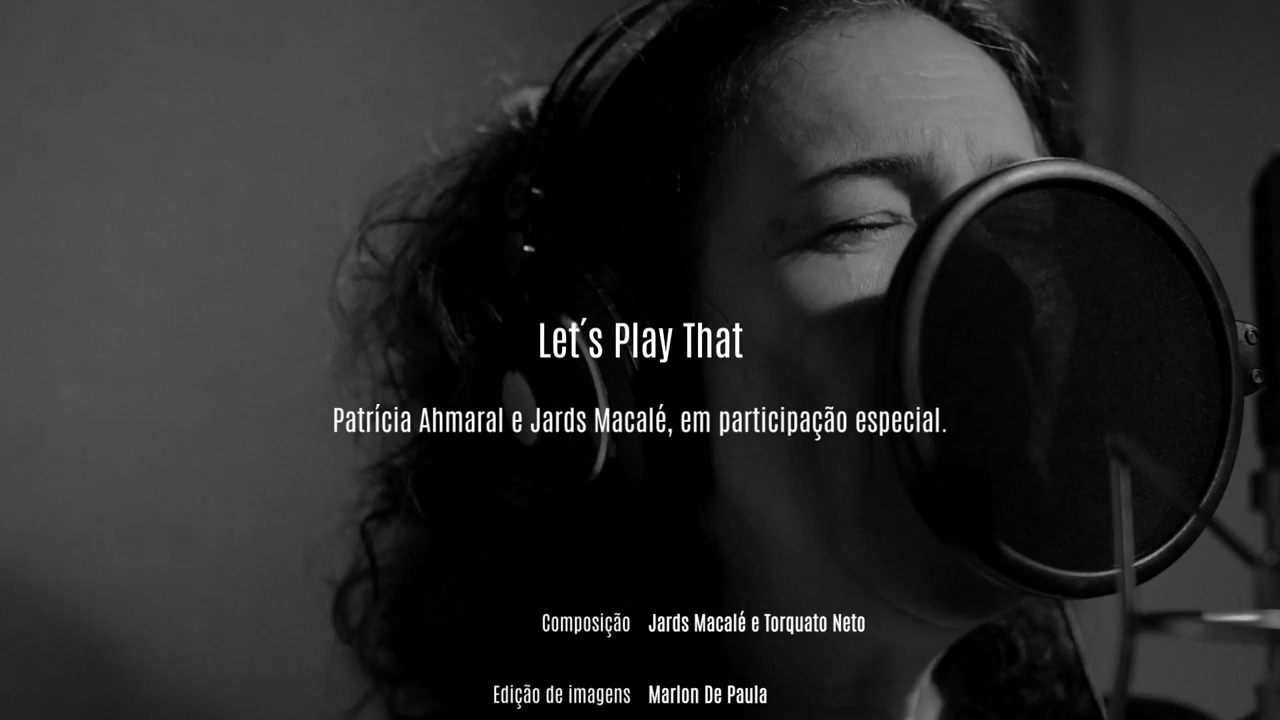 Let´s Play That
Patrícia Ahmaral e Jards Macalé, em participação especial.
Composição Jards Macalé e Torquato Neto
Edição de imagens Marlon De Paula